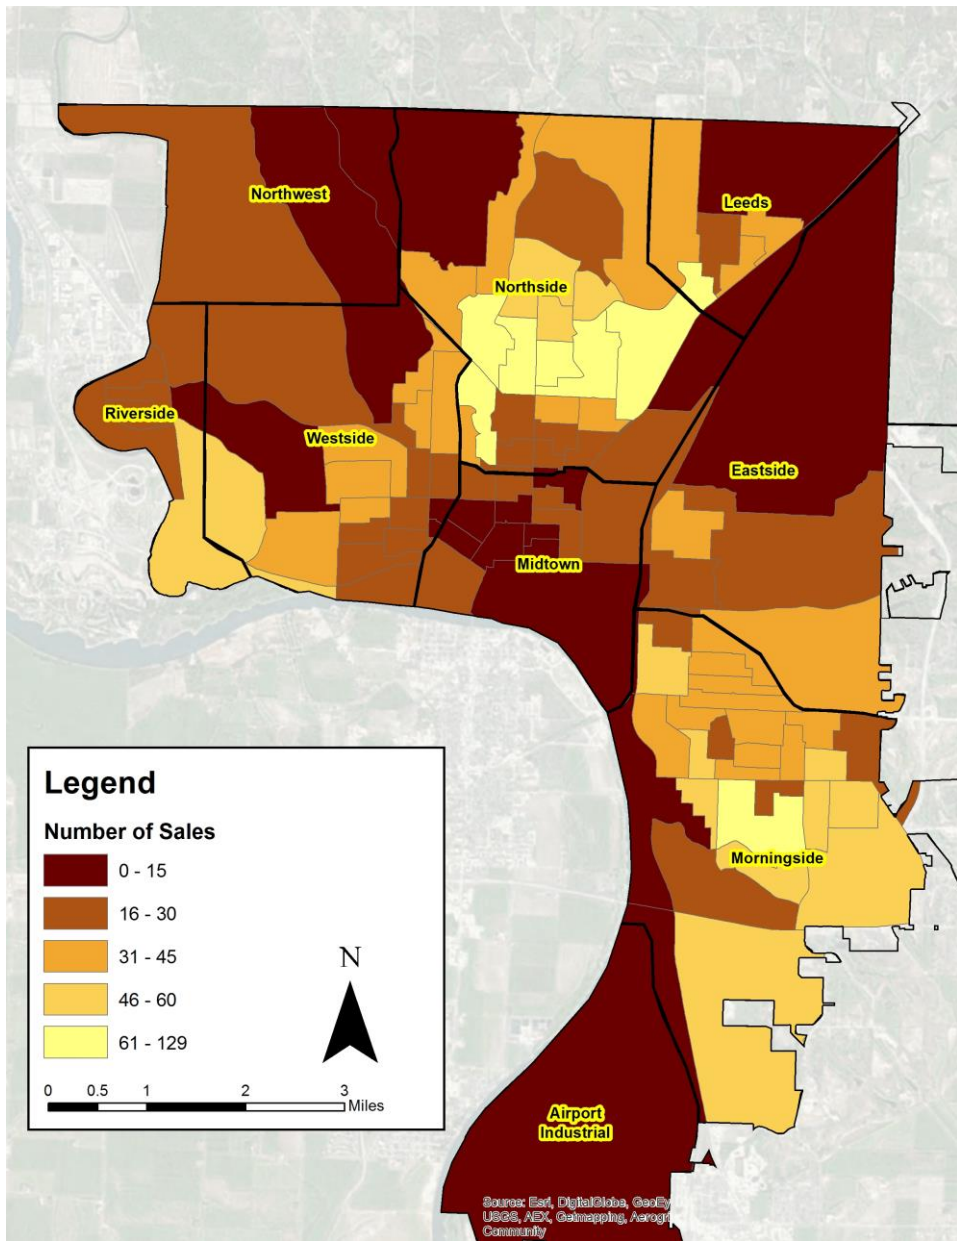 Northwest
Leeds
Northside
Riverside
Westside
Eastside
Midtown
Morningside
Legend
Number of Sales
0 - 15
16 - 30
31 - 45
46 - 60
61 - 129
N
0 0.5 1 2 3
Miles
Airport
Industrial
Source: Esri, DigitalGlobe, GeoEy
USGS, AEX, Getmapping, Aerogri
Community